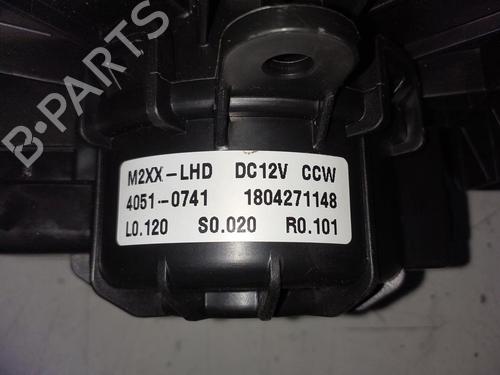 B-PARTS
M2XX-LHD DC12V CCW
4051-0741 1804271148
L0.120 S0.020 R0.101